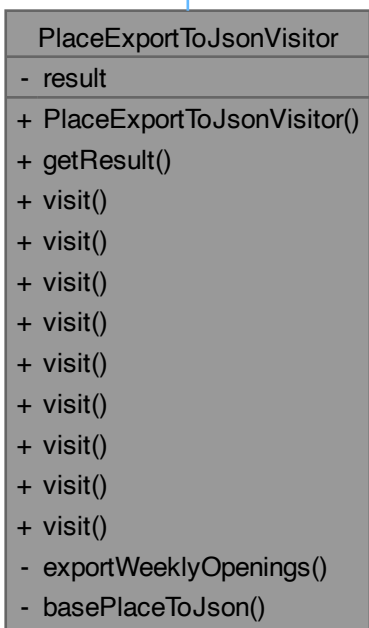 PlaceExportToJsonVisitor
- result
+ PlaceExportToJsonVisitor()
+ getResult()
+ visit()
+ visit()
+ visit()
+ visit()
+ visit()
+ visit()
+ visit()
+ visit()
+ visit()
- exportWeeklyOpenings()
- basePlaceToJson()